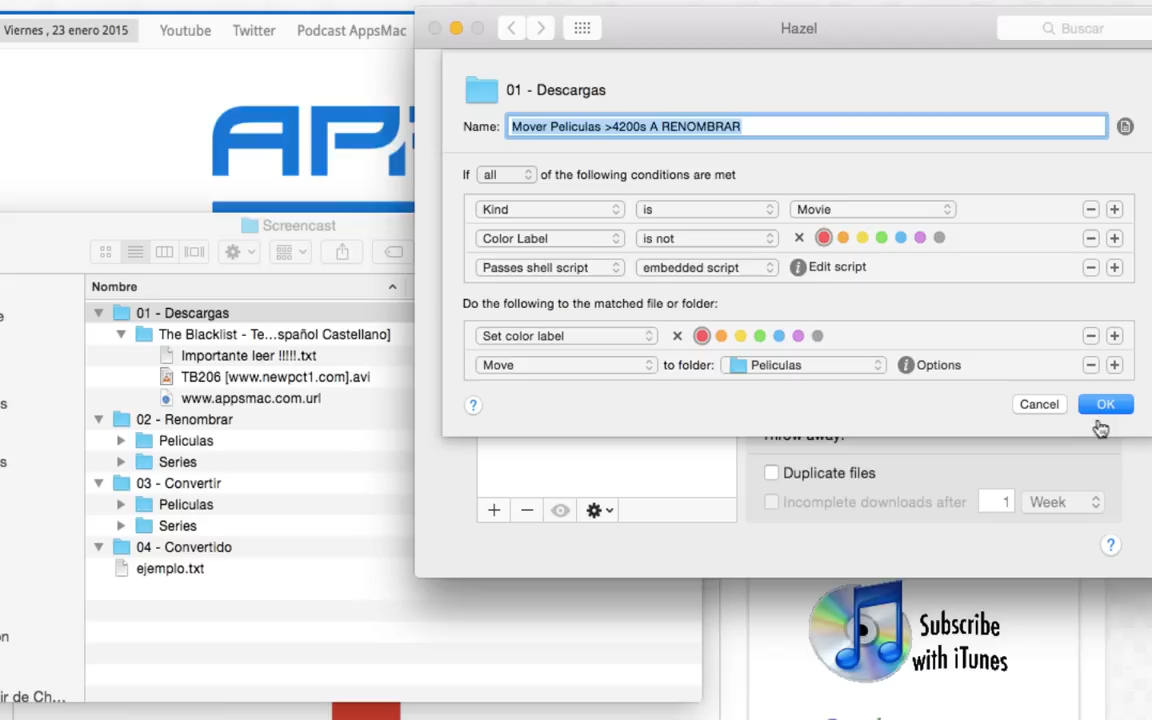 Viernes , 23 enero 2015
Youtube
Twitter
Podcast AppsMac
Hazel
Buscar
01 - Descargas
Name: Mover Peliculas >4200s A RENOMBRAR
If all of the following conditions are met
Kind is Movie
Color Label is not
Passes shell script embedded script Edit script
Do the following to the matched file or folder:
Set color label
Move to folder: Peliculas Options
? Cancel OK
Throw away:
Duplicate files
Incomplete downloads after 1 Week
?
Screencast
Nombre
01 - Descargas
The Blacklist - Te...spañol Castellano]
Importante leer !!!!!.txt
TB206 [www.newpct1.com].avi
www.appsmac.com.url
02 - Renombrar
Peliculas
Series
03 - Convertir
Peliculas
Series
04 - Convertido
ejemplo.txt
ir de Ch...
Subscribe
with iTunes